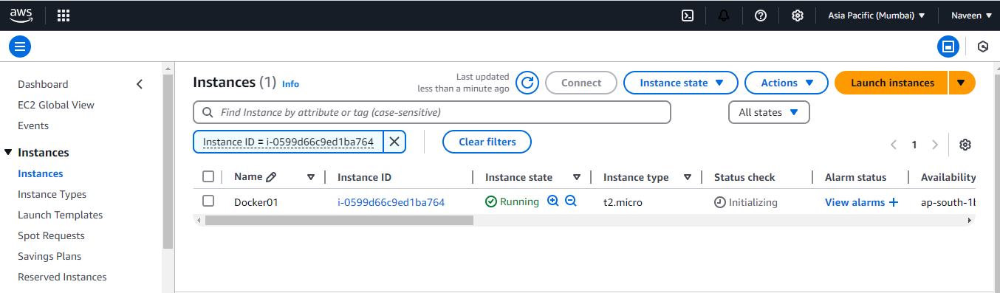 aws
Asia Pacific (Mumbai)
Naveen
Dashboard
EC2 Global View
Events
Instances
Instances
Instance Types
Launch Templates
Spot Requests
Savings Plans
Reserved Instances
Instances (1) Info
Last updated
less than a minute ago
Connect
Instance state
Actions
Launch instances
Find Instance by attribute or tag (case-sensitive)
All states
Instance ID = i-0599d66c9ed1ba764
Clear filters
1
Name Instance ID Instance state Instance type Status check Alarm status Availability
Docker01 i-0599d66c9ed1ba764 Running t2.micro Initializing View alarms + ap-south-1b